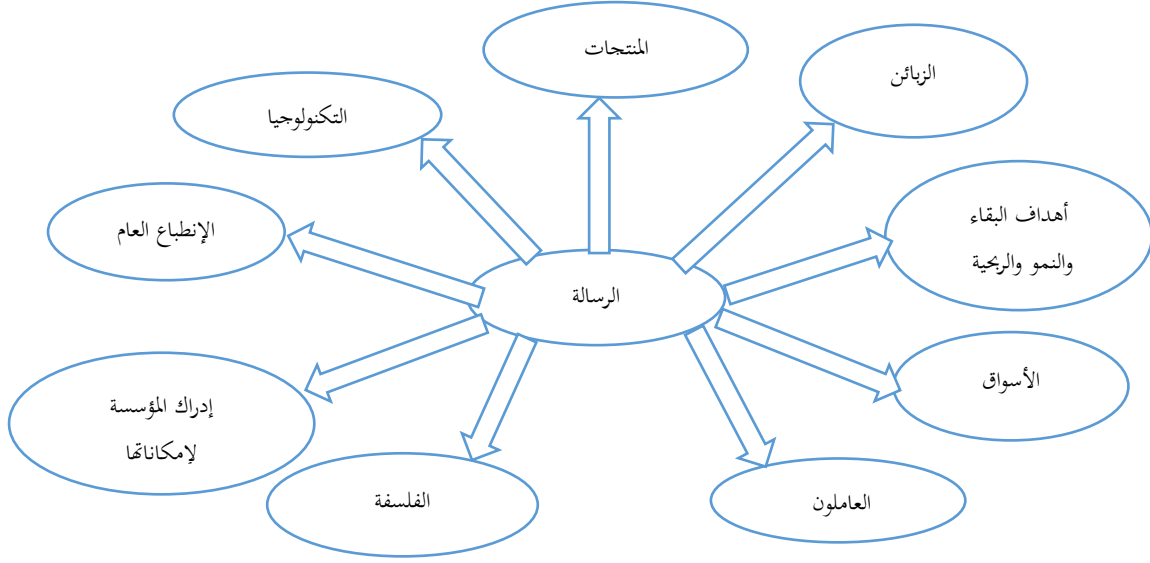 المنتجات
الزبائن
التكنولوجيا
أهداف البقاء
والنمو والربحية
الإنطباع العام
الرسالة
الأسواق
إدراك المؤسسة
لإمكاناتها
الفلسفة
العاملون